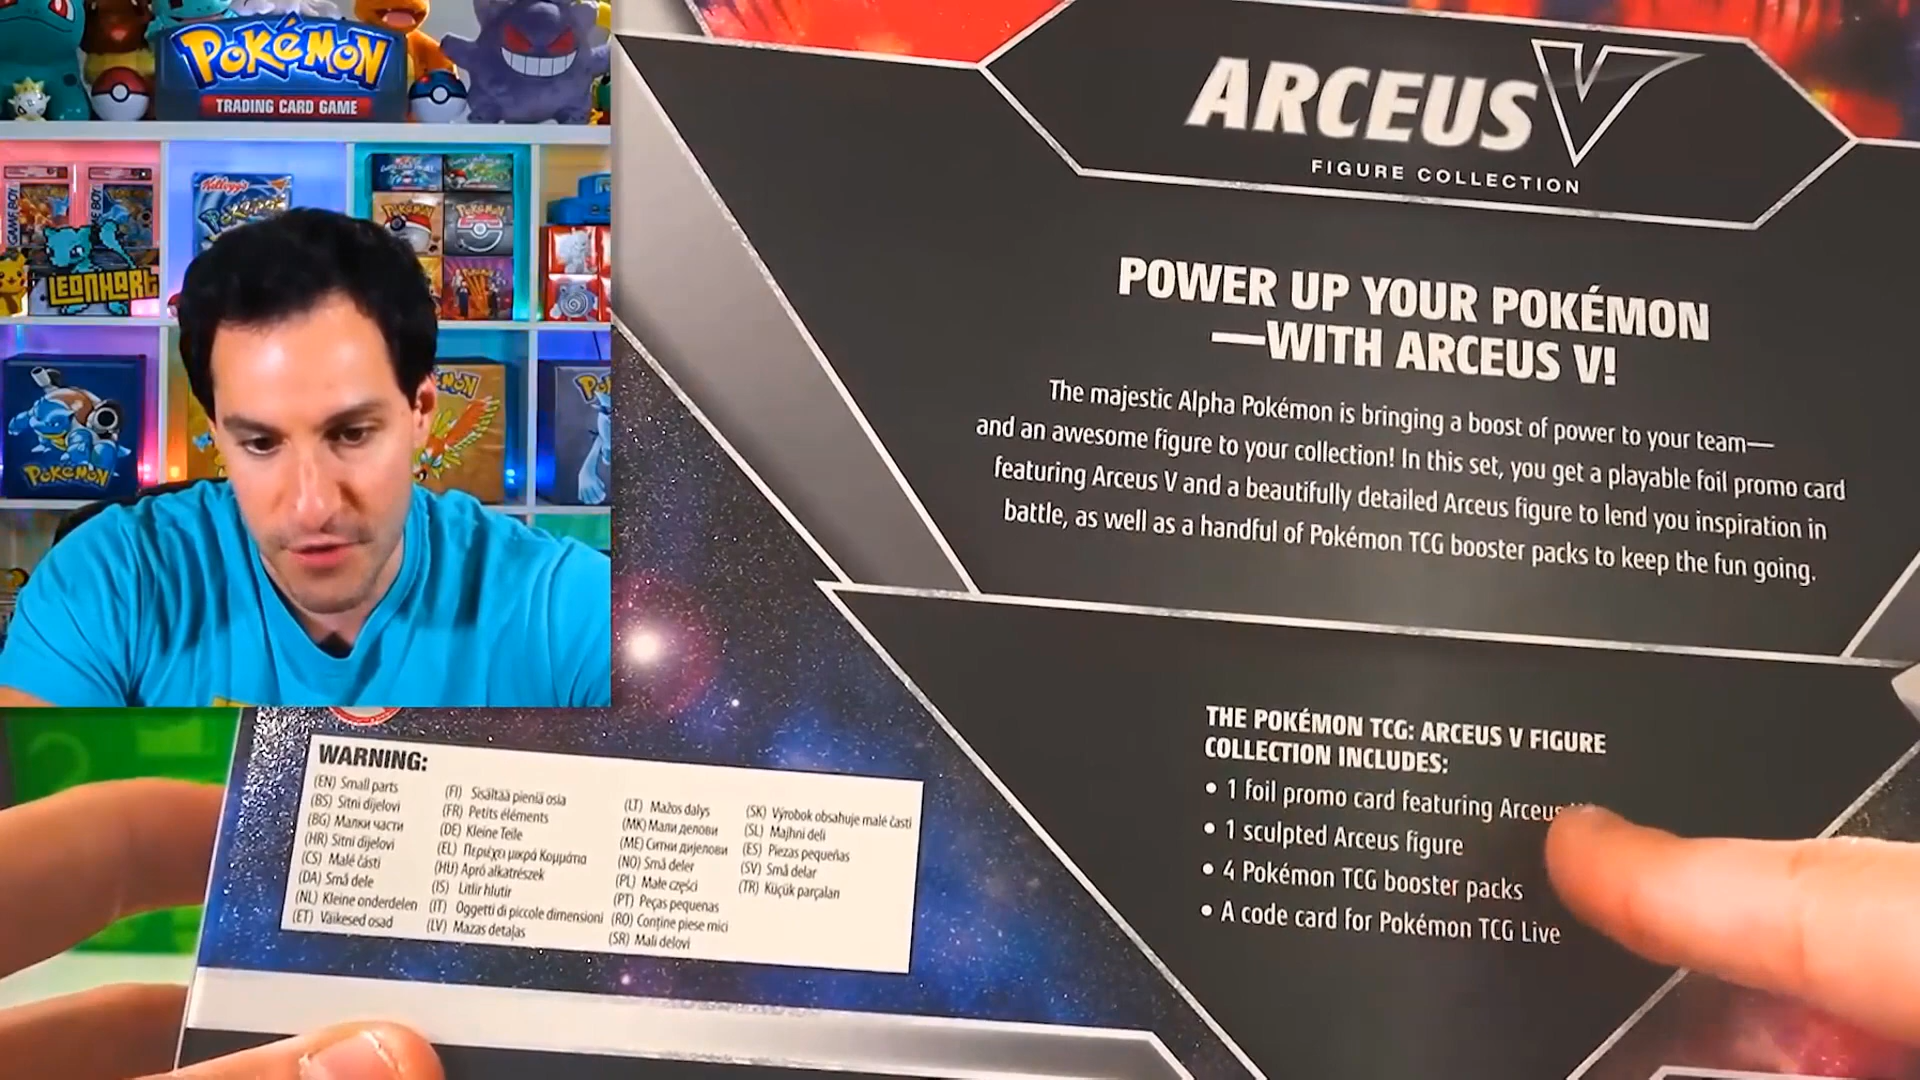 POKÉMON
TRADING CARD GAME
GAME BOY
GAME BOY
Kellogg's
LEONHART
POKÉMON
ARCEUS V
FIGURE COLLECTION
POWER UP YOUR POKÉMON
—WITH ARCEUS V!
The majestic Alpha Pokémon is bringing a boost of power to your team—
and an awesome figure to your collection! In this set, you get a playable foil promo card
featuring Arceus V and a beautifully detailed Arceus figure to lend you inspiration in
battle, as well as a handful of Pokémon TCG booster packs to keep the fun going.
THE POKÉMON TCG: ARCEUS V FIGURE
COLLECTION INCLUDES:
• 1 foil promo card featuring Arceus
• 1 sculpted Arceus figure
• 4 Pokémon TCG booster packs
• A code card for Pokémon TCG Live
WARNING:
(EN) Small parts
(BS) Sitni dijelovi
(BG) Малки части
(HR) Sitni dijelovi
(CS) Malé části
(DA) Små dele
(NL) Kleine onderdelen
(ET) Väikesed osad
(FI) Sisältää pieniä osia
(FR) Petits éléments
(DE) Kleine Teile
(EL) Περιέχει μικρά Κομμάτια
(HU) Apró alkatrészek
(IS) Litlir hlutir
(IT) Oggetti di piccole dimensioni
(LV) Mazas detaļas
(LT) Mažos dalys
(MK) Мали делови
(ME) Ситни дијелови
(NO) Små deler
(PL) Małe części
(PT) Peças pequenas
(RO) Conține piese mici
(SR) Mali delovi
(SK) Výrobok obsahuje malé časti
(SL) Majhni deli
(ES) Piezas pequeñas
(SV) Små delar
(TR) Küçük parçaları